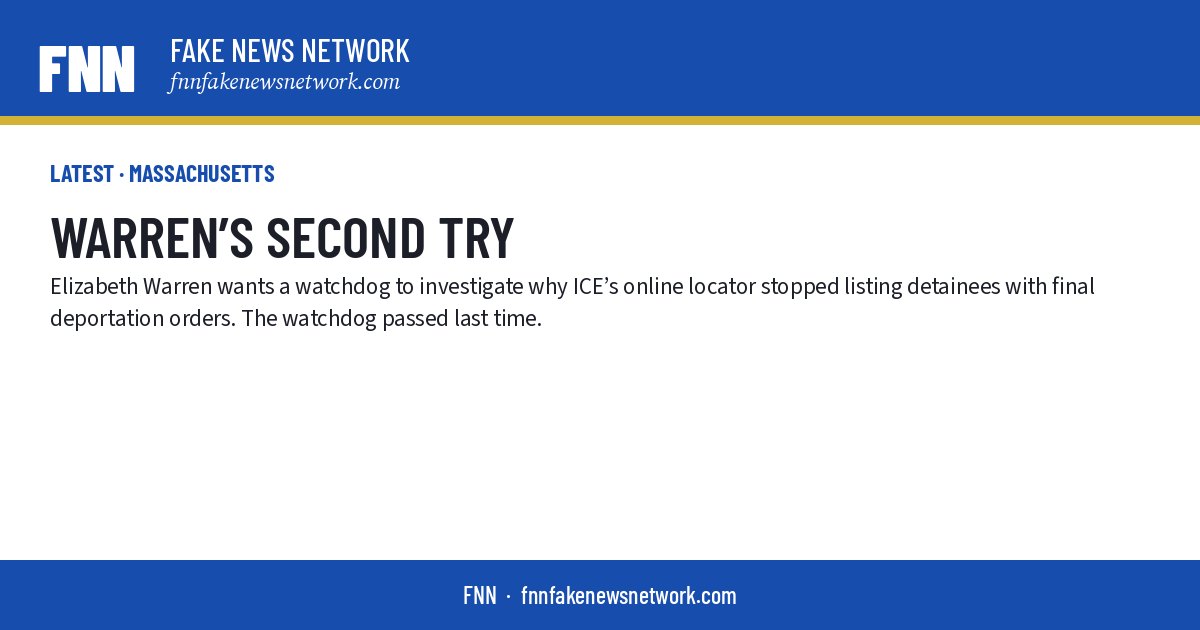 FNN
FAKE NEWS NETWORK
fnnfakenewsnetwork.com
LATEST · MASSACHUSETTS
WARREN’S SECOND TRY
Elizabeth Warren wants a watchdog to investigate why ICE’s online locator stopped listing detainees with final
deportation orders. The watchdog passed last time.
FNN · fnnfakenewsnetwork.com